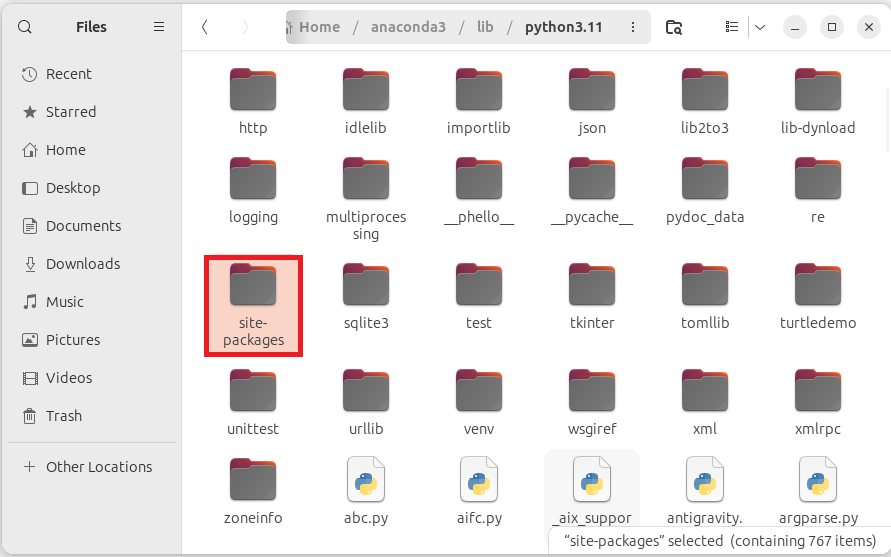 Files
Home / anaconda3 / lib / python3.11
Recent
Starred
Home
Desktop
Documents
Downloads
Music
Pictures
Videos
Trash
Other Locations
http idlelib importlib json lib2to3 lib-dynload
logging multiproces
sing __phello__ __pycache__ pydoc_data re
site-
packages sqlite3 test tkinter tomllib turtledemo
unittest urllib venv wsgiref xml xmlrpc
zoneinfo abc.py aifc.py _aix_suppor antigravity. argparse.py
“site-packages” selected (containing 767 items)